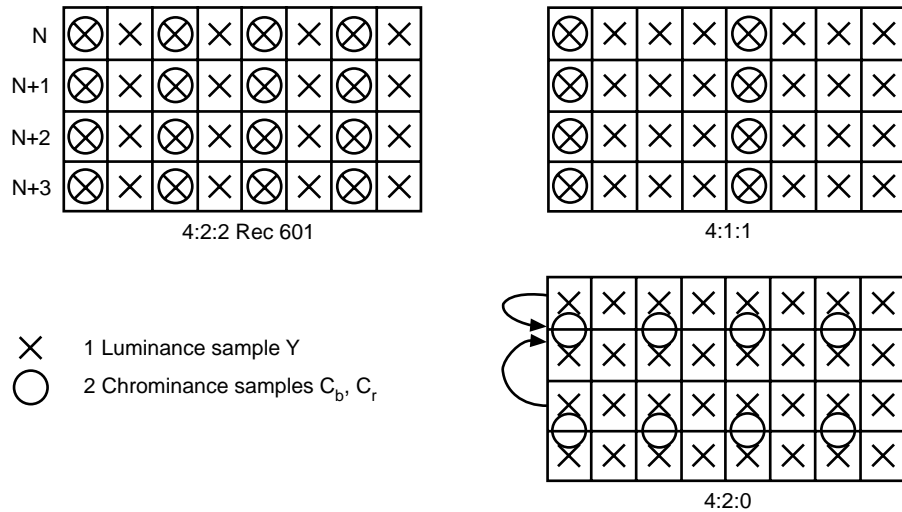 N
N+1
N+2
N+3
4:2:2 Rec 601
4:1:1
1 Luminance sample Y
2 Chrominance samples C_b, C_r
4:2:0